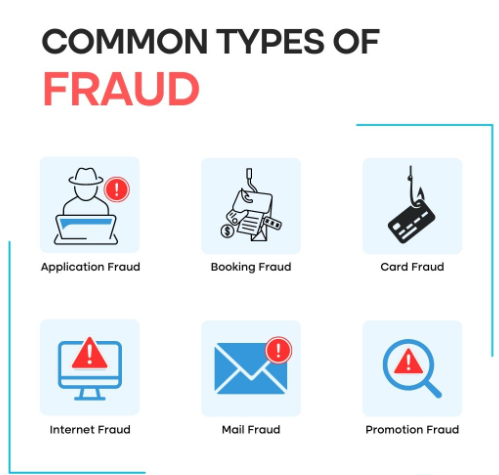 COMMON TYPES OF
FRAUD
Application Fraud
Booking Fraud
Card Fraud
Internet Fraud
Mail Fraud
Promotion Fraud